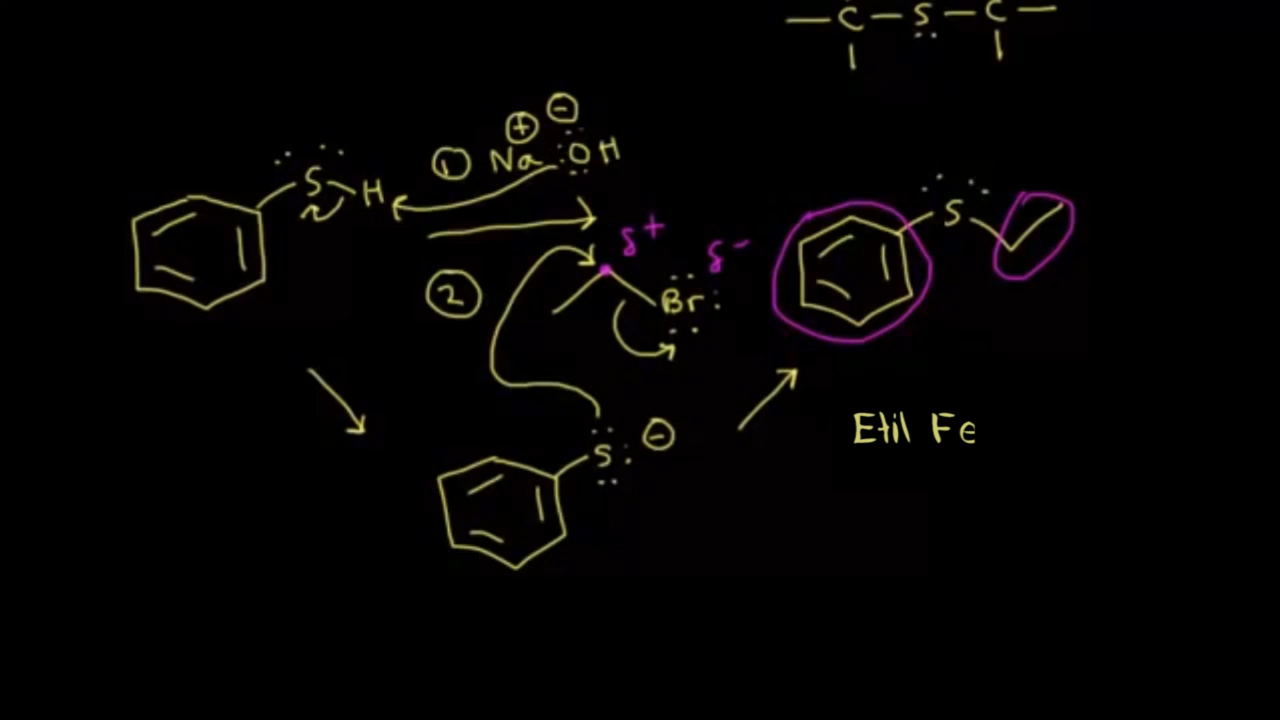 — C — S — C —
① Na ⊕ OH ⊖
S H
S
δ+
δ-
② Br
S ⊖
Etil Fe